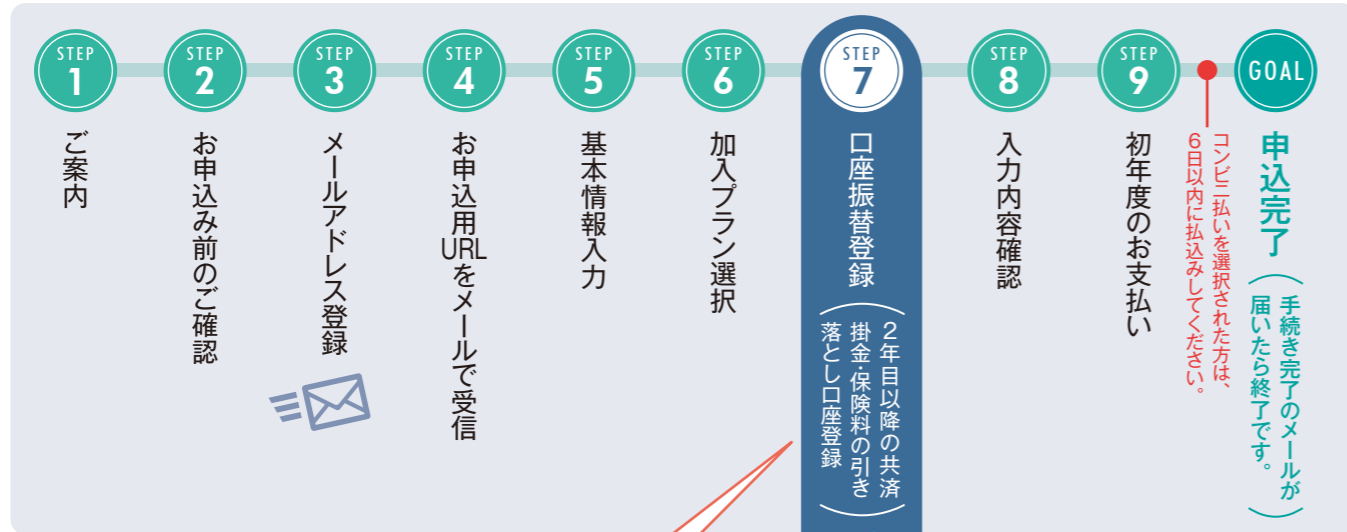 STEP
1
ご案内
STEP
2
お申込み前のご確認
STEP
3
メールアドレス登録
STEP
4
お申込用URLをメールで受信
STEP
5
基本情報入力
STEP
6
加入プラン選択
STEP
7
口座振替登録
(2年目以降の共済
掛金・保険料の引き
落とし口座登録)
STEP
8
入力内容確認
STEP
9
初年度のお支払い
コンビニ払いを選択された方は、
6日以内に払込みしてください。
GOAL
申込完了
(手続き完了のメールが
届いたら終了です。)